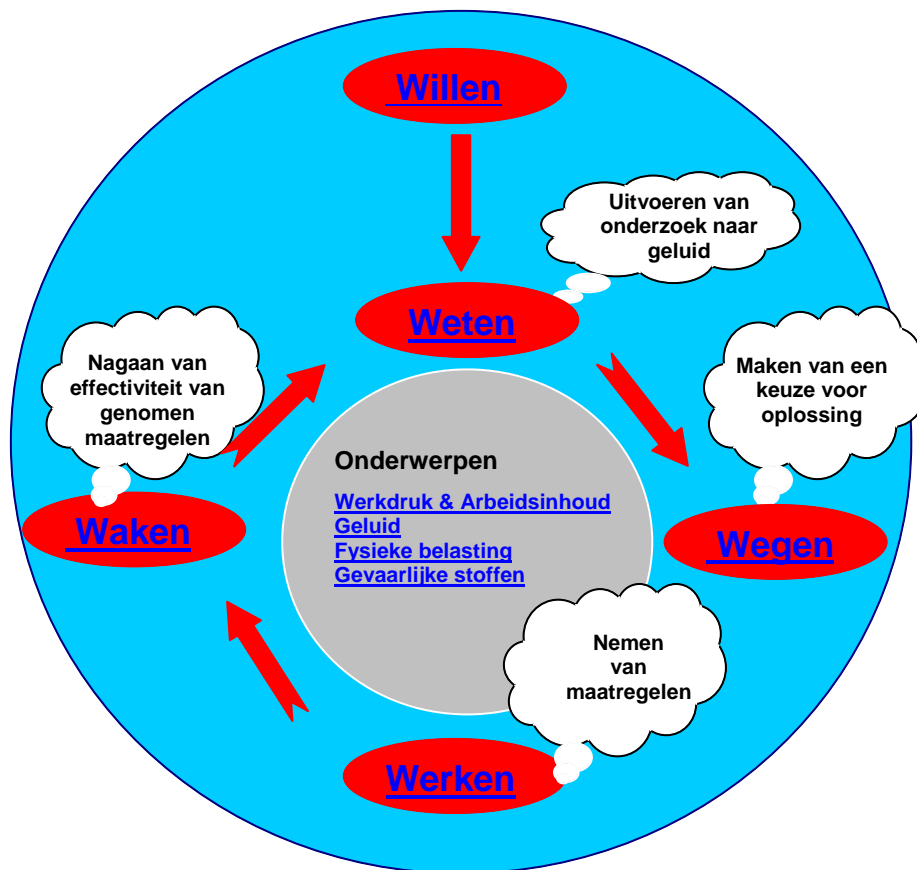 Willen
Uitvoeren van
onderzoek naar
geluid
Weten
Nagaan van
effectiviteit van
genomen
maatregelen
Maken van een
keuze voor
oplossing
Onderwerpen
Werkdruk & Arbeidsinhoud
Geluid
Fysieke belasting
Gevaarlijke stoffen
Waken
Wegen
Nemen
van
maatregelen
Werken